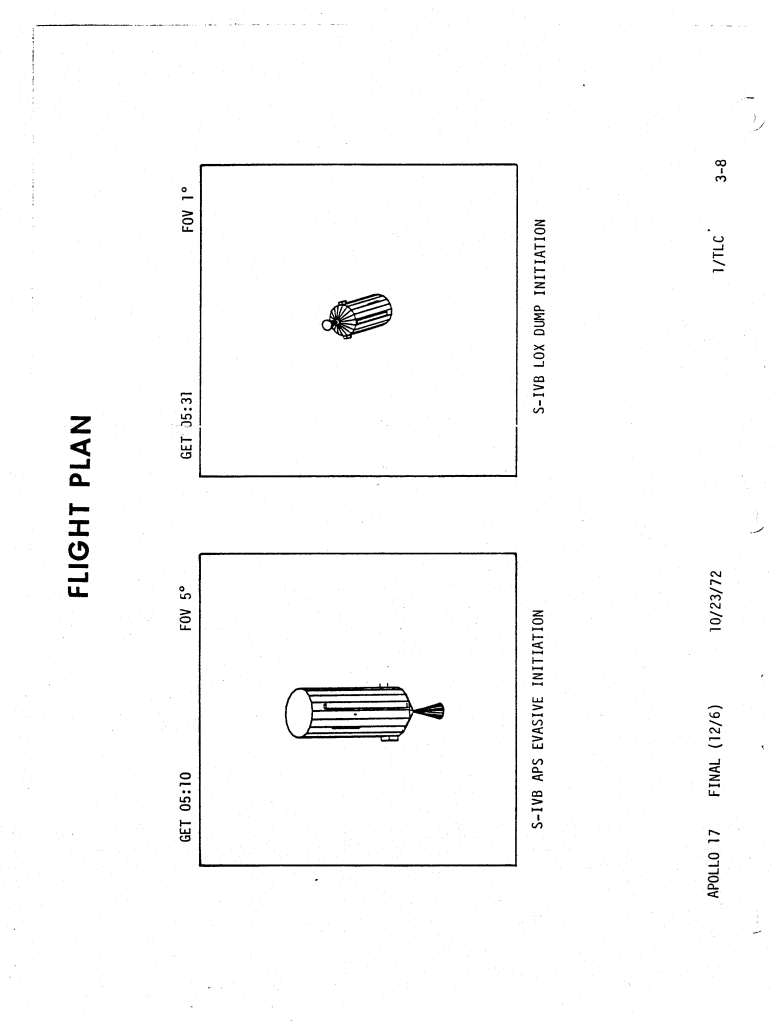 FLIGHT PLAN
GET 05:10 FOV 5°
S-IVB APS EVASIVE INITIATION
GET 05:31 FOV 1°
S-IVB LOX DUMP INITIATION
APOLLO 17 FINAL (12/6) 10/23/72 1/TLC 3-8